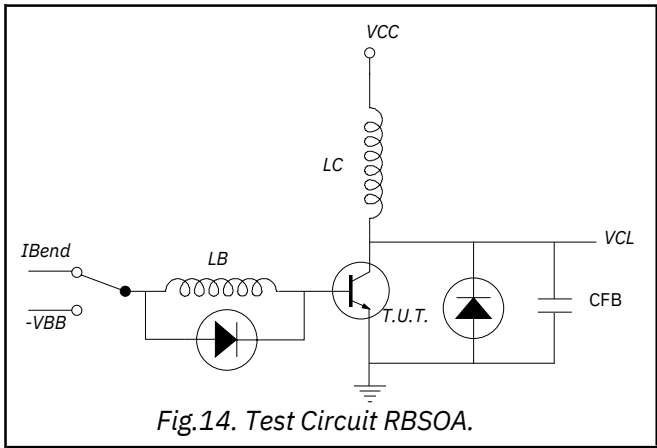 VCC
LC
IBend
LB
VCL
-VBB
T.U.T.
CFB
Fig.14. Test Circuit RBSOA.